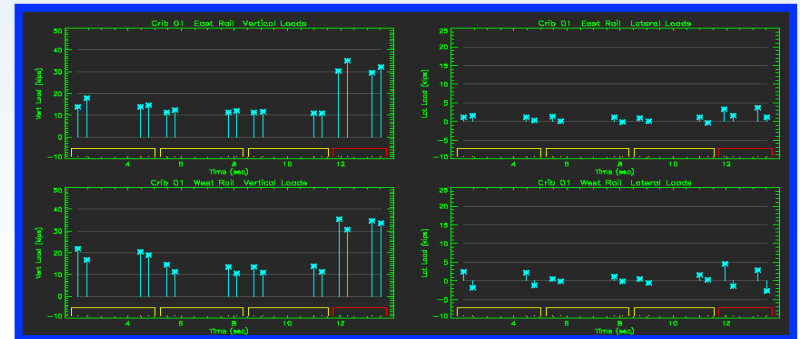 Crib 01 East Rail Vertical Loads
Vert Load (kips)
50
40
30
20
10
0
-10
4 6 8 10 12
Time (sec)
Crib 01 East Rail Lateral Loads
Lat Load (kips)
25
20
15
10
5
0
-5
-10
4 6 8 10 12
Time (sec)
Crib 01 West Rail Vertical Loads
Vert Load (kips)
50
40
30
20
10
0
-10
4 6 8 10 12
Time (sec)
Crib 01 West Rail Lateral Loads
Lat Load (kips)
25
20
15
10
5
0
-5
-10
4 6 8 10 12
Time (sec)